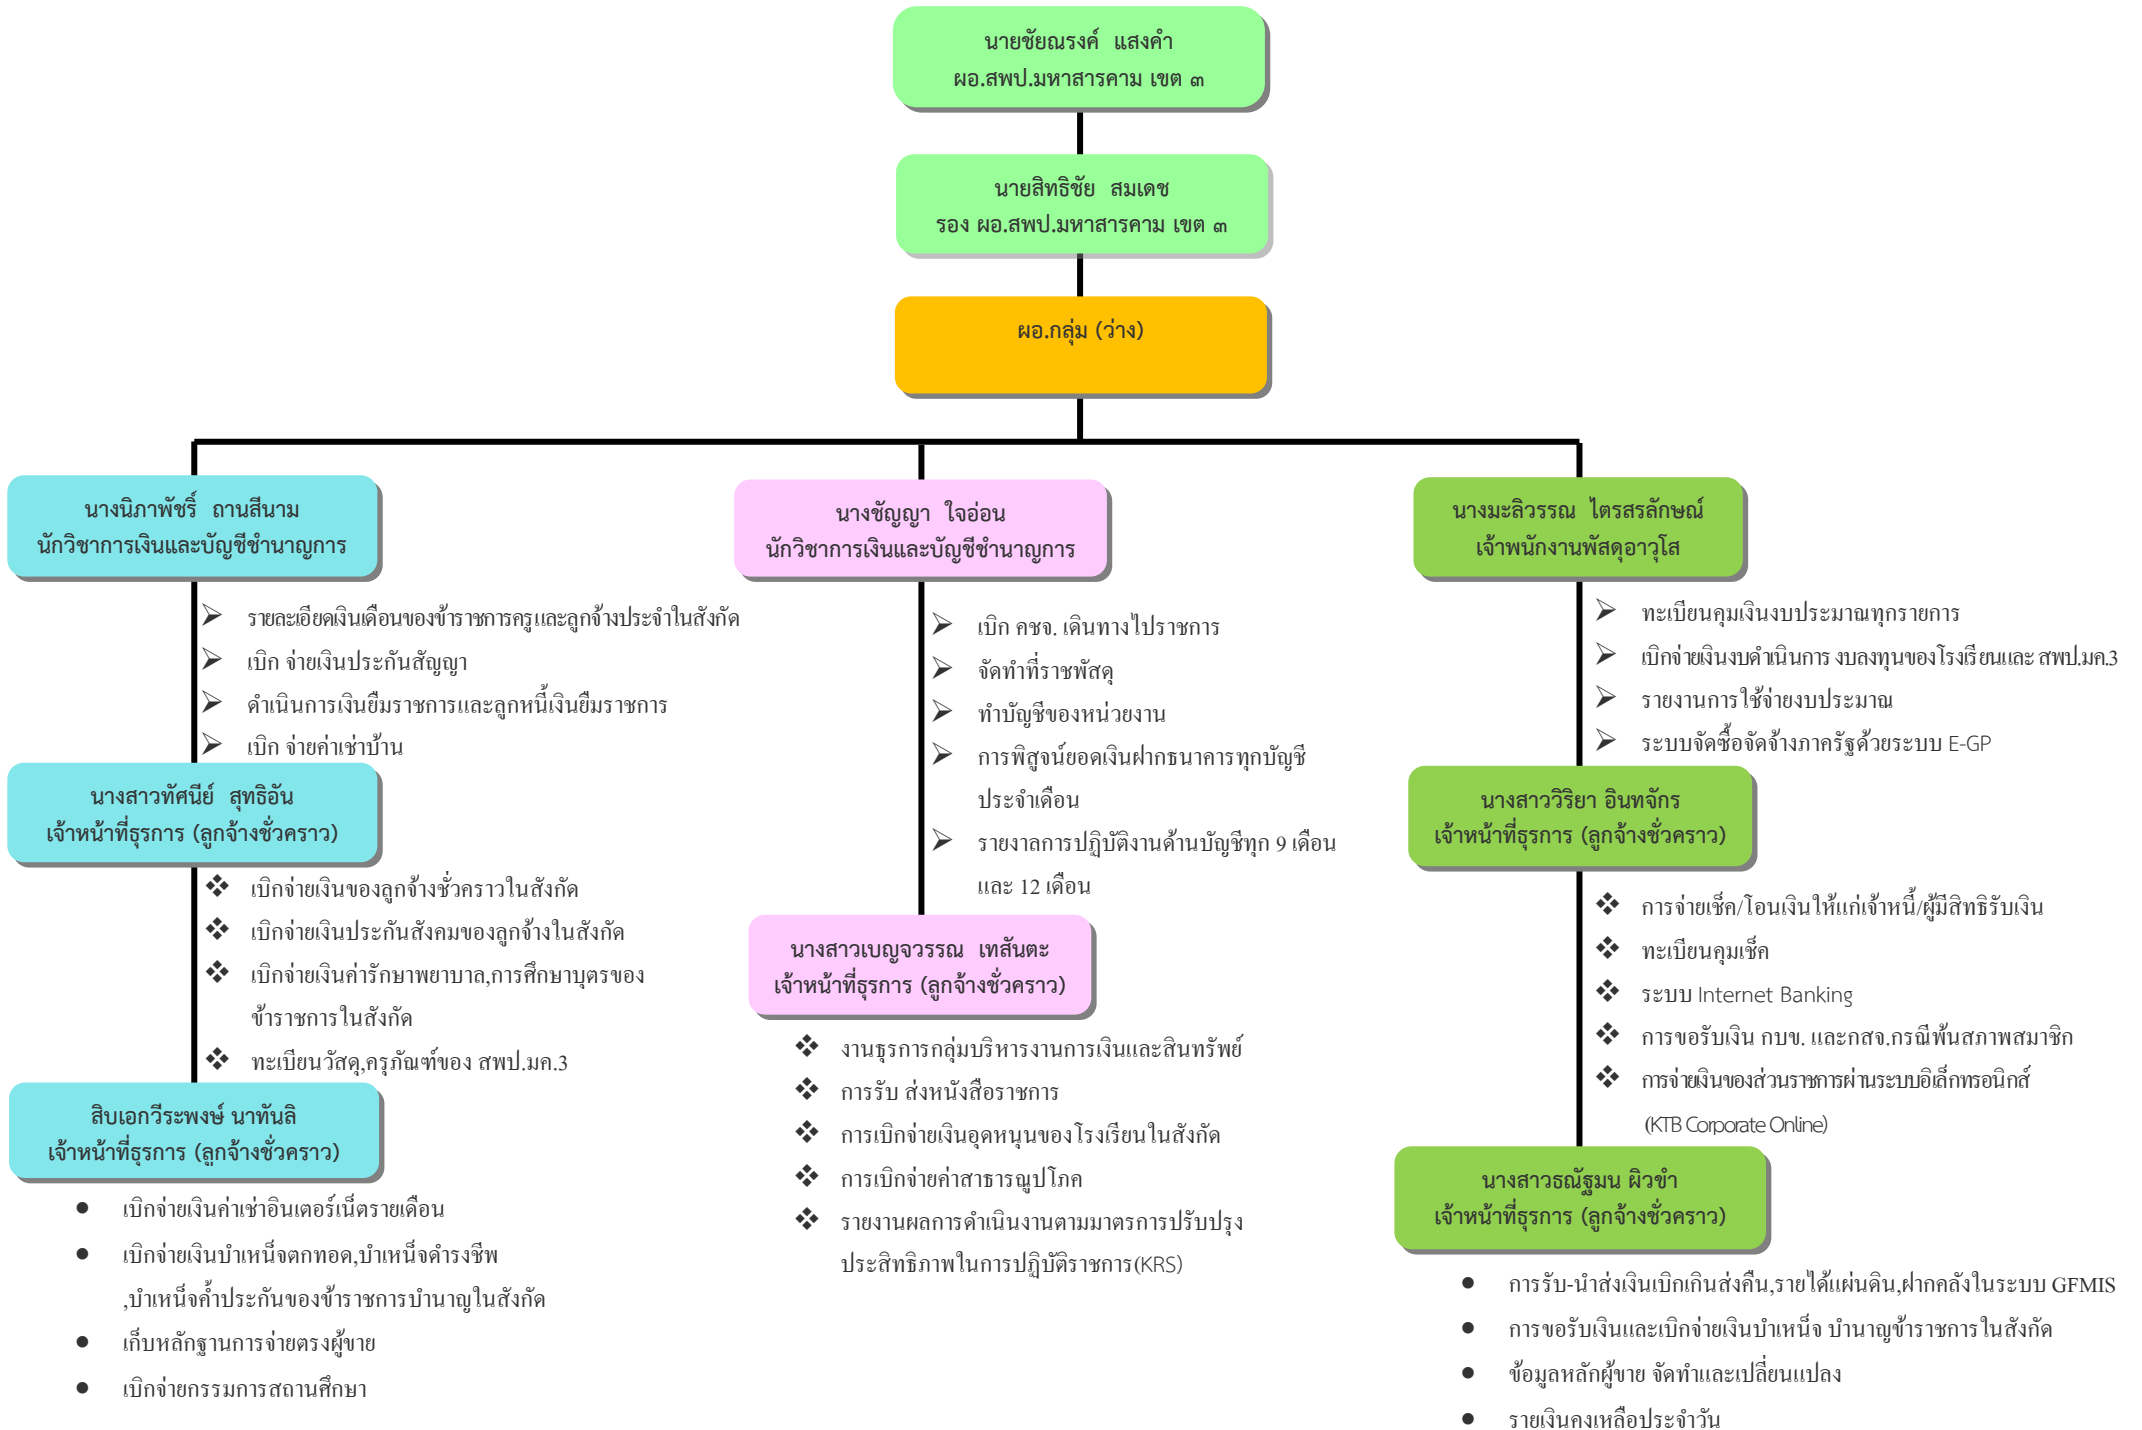 นายชัยณรงค์ แสงคำ
ผอ.สพป.มหาสารคาม เขต ๓
นายสิทธิชัย สมเดช
รอง ผอ.สพป.มหาสารคาม เขต ๓
ผอ.กลุ่ม (ว่าง)
นางนิภาพัชริ์ ถานสีนาม
นักวิชาการเงินและบัญชีชำนาญการ
รายละเอียดเงินเดือนของข้าราชการครูและลูกจ้างประจำในสังกัด
เบิก จ่ายเงินประกันสัญญา
ดำเนินการเงินยืมราชการและลูกหนี้เงินยืมราชการ
เบิก จ่ายค่าเช่าบ้าน
นางสาวทัศนีย์ สุทธิอัน
เจ้าหน้าที่ธุรการ (ลูกจ้างชั่วคราว)
เบิกจ่ายเงินของลูกจ้างชั่วคราวในสังกัด
เบิกจ่ายเงินประกันสังคมของลูกจ้างในสังกัด
เบิกจ่ายเงินค่ารักษาพยาบาล,การศึกษาบุตรของ
ข้าราชการในสังกัด
ทะเบียนวัสดุ,ครุภัณฑ์ของ สพป.มค.3
สิบเอกวีระพงษ์ นาทันลิ
เจ้าหน้าที่ธุรการ (ลูกจ้างชั่วคราว)
เบิกจ่ายเงินค่าเช่าอินเตอร์เน็ตรายเดือน
เบิกจ่ายเงินบำเหน็จตกทอด,บำเหน็จดำรงชีพ
,บำเหน็จค้ำประกันของข้าราชการบำนาญในสังกัด
เก็บหลักฐานการจ่ายตรงผู้ขาย
เบิกจ่ายกรรมการสถานศึกษา
นางชัญญา ใจอ่อน
นักวิชาการเงินและบัญชีชำนาญการ
เบิก คชจ. เดินทางไปราชการ
จัดทำที่ราชพัสดุ
ทำบัญชีของหน่วยงาน
การพิสูจน์ยอดเงินฝากธนาคารทุกบัญชี
ประจำเดือน
รายงาลการปฏิบัติงานด้านบัญชีทุก 9 เดือน
และ 12 เดือน
นางสาวเบญจวรรณ เทสันตะ
เจ้าหน้าที่ธุรการ (ลูกจ้างชั่วคราว)
งานธุรการกลุ่มบริหารงานการเงินและสินทรัพย์
การรับ ส่งหนังสือราชการ
การเบิกจ่ายเงินอุดหนุนของโรงเรียนในสังกัด
การเบิกจ่ายค่าสาธารณูปโภค
รายงานผลการดำเนินงานตามมาตรการปรับปรุง
ประสิทธิภาพในการปฏิบัติราชการ(KRS)
นางมะลิวรรณ ไตรสรลักษณ์
เจ้าพนักงานพัสดุอาวุโส
ทะเบียนคุมเงินงบประมาณทุกรายการ
เบิกจ่ายเงินงบดำเนินการ งบลงทุนของโรงเรียนและ สพป.มค.3
รายงานการใช้จ่ายงบประมาณ
ระบบจัดซื้อจัดจ้างภาครัฐด้วยระบบ E-GP
นางสาววิริยา อินทจักร
เจ้าหน้าที่ธุรการ (ลูกจ้างชั่วคราว)
การจ่ายเช็ค/โอนเงินให้แก่เจ้าหนี้/ผู้มีสิทธิรับเงิน
ทะเบียนคุมเช็ค
ระบบ Internet Banking
การขอรับเงิน กบข. และกสจ.กรณีพ้นสภาพสมาชิก
การจ่ายเงินของส่วนราชการผ่านระบบอิเล็กทรอนิกส์
(KTB Corporate Online)
นางสาวธณัฐมน ผิวขำ
เจ้าหน้าที่ธุรการ (ลูกจ้างชั่วคราว)
การรับ-นำส่งเงินเบิกเกินส่งคืน,รายได้แผ่นดิน,ฝากคลังในระบบ GFMIS
การขอรับเงินและเบิกจ่ายเงินบำเหน็จ บำนาญข้าราชการในสังกัด
ข้อมูลหลักผู้ขาย จัดทำและเปลี่ยนแปลง
รายเงินคงเหลือประจำวัน